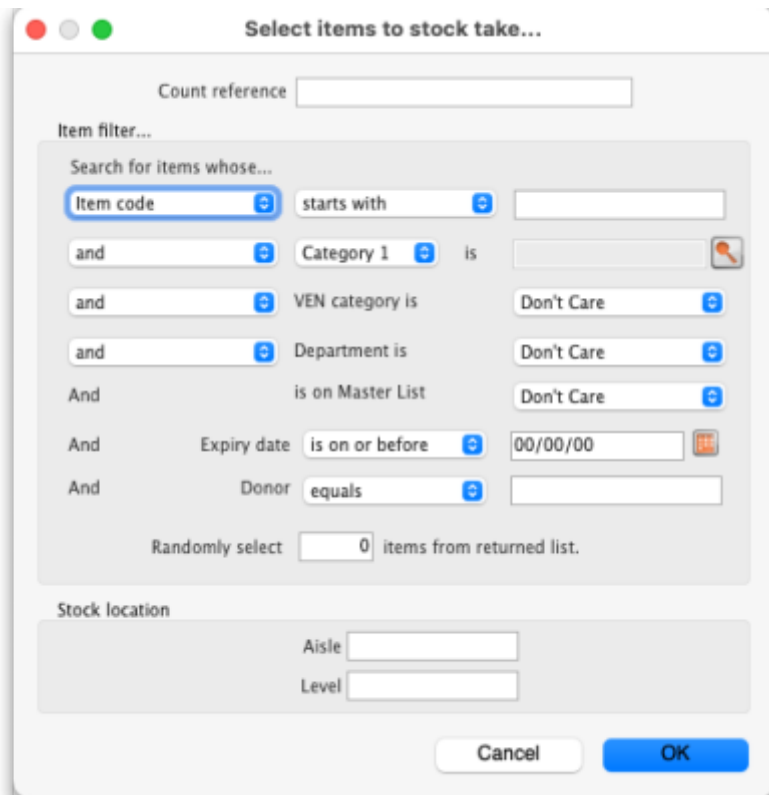 Select items to stock take...
Count reference
Item filter...
Search for items whose...
Item code starts with
and Category 1 is
and VEN category is Don't Care
and Department is Don't Care
And is on Master List Don't Care
And Expiry date is on or before 00/00/00
And Donor equals
Randomly select 0 items from returned list.
Stock location
Aisle
Level
Cancel OK